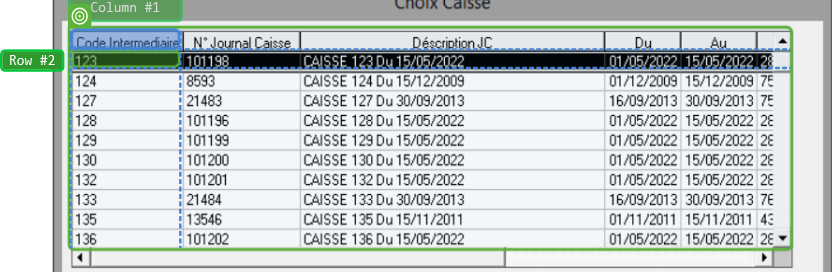 Choix Caisse
Column #1
Code Intermediaire N° Journal Caisse Déscription JC Du Au
Row #2
123 101198 CAISSE 123 Du 15/05/2022 01/05/2022 15/05/2022 28
124 8593 CAISSE 124 Du 15/12/2009 01/12/2009 15/12/2009 75
127 21483 CAISSE 127 Du 30/09/2013 16/09/2013 30/09/2013 75
128 101196 CAISSE 128 Du 15/05/2022 01/05/2022 15/05/2022 28
129 101199 CAISSE 129 Du 15/05/2022 01/05/2022 15/05/2022 28
130 101200 CAISSE 130 Du 15/05/2022 01/05/2022 15/05/2022 28
132 101201 CAISSE 132 Du 15/05/2022 01/05/2022 15/05/2022 28
133 21484 CAISSE 133 Du 30/09/2013 16/09/2013 30/09/2013 76
135 13546 CAISSE 135 Du 15/11/2011 01/11/2011 15/11/2011 43
136 101202 CAISSE 136 Du 15/05/2022 01/05/2022 15/05/2022 28